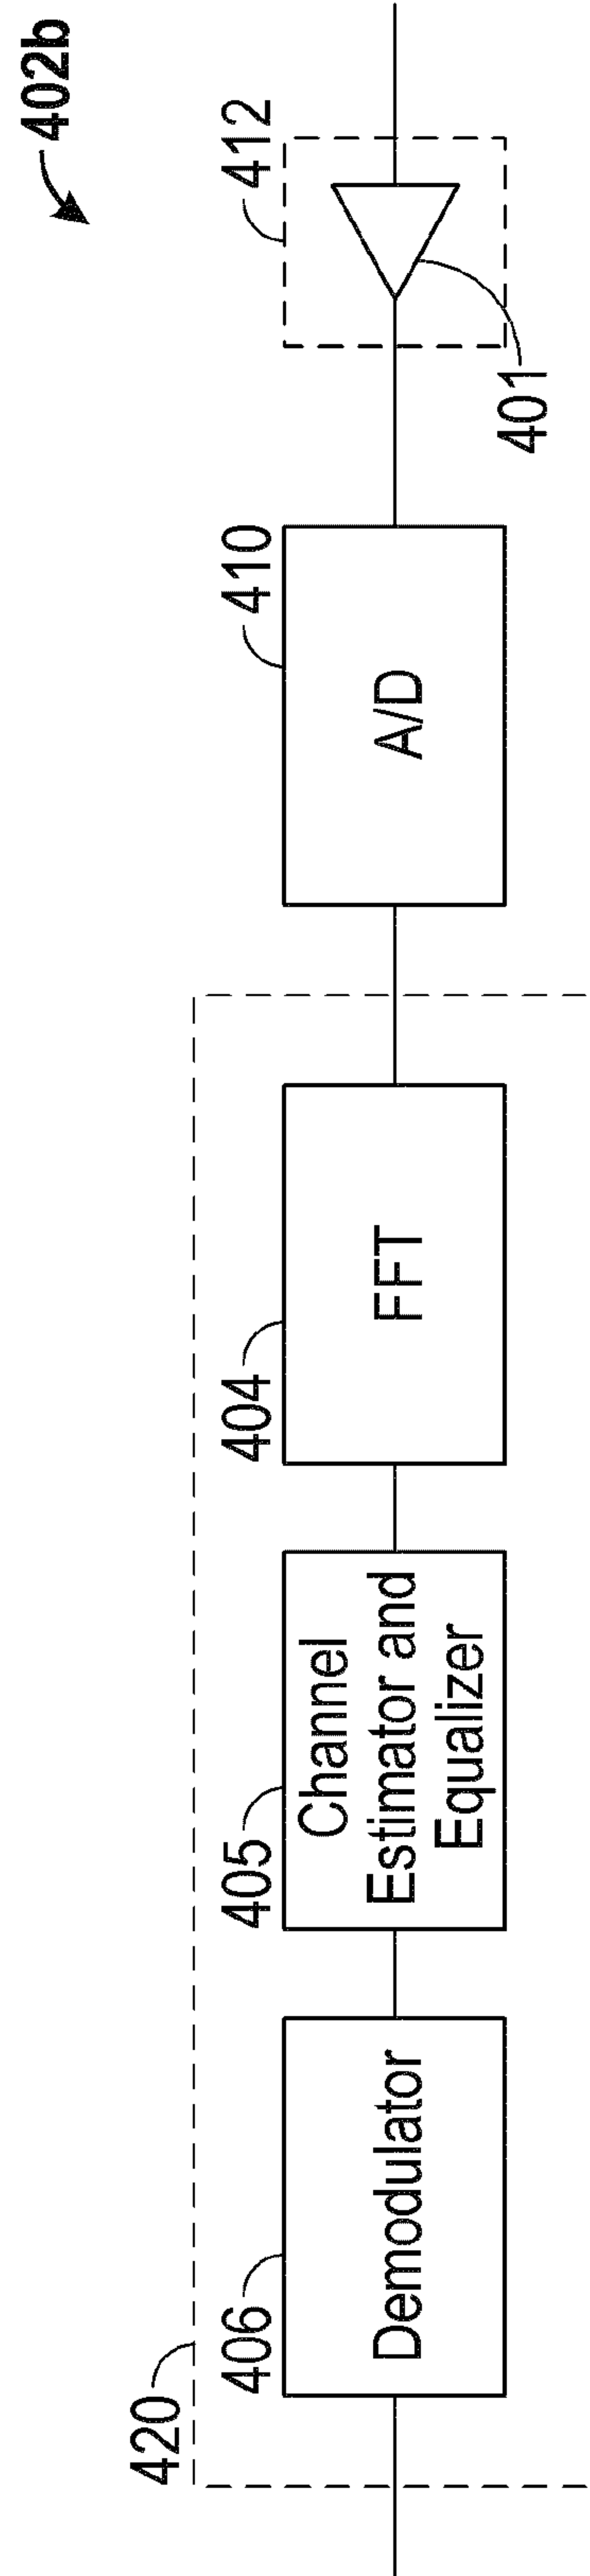 402b
420
406
405
404
410
412
Demodulator
Channel
Estimator and
Equalizer
FFT
A/D
401